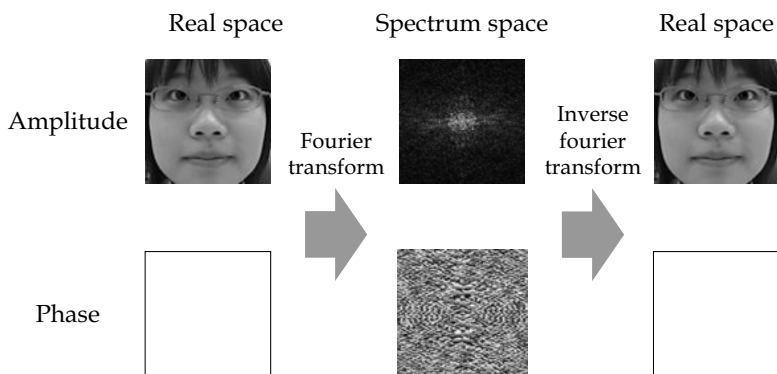 Real space
Spectrum space
Real space
Amplitude
Fourier
transform
Inverse
fourier
transform
Phase